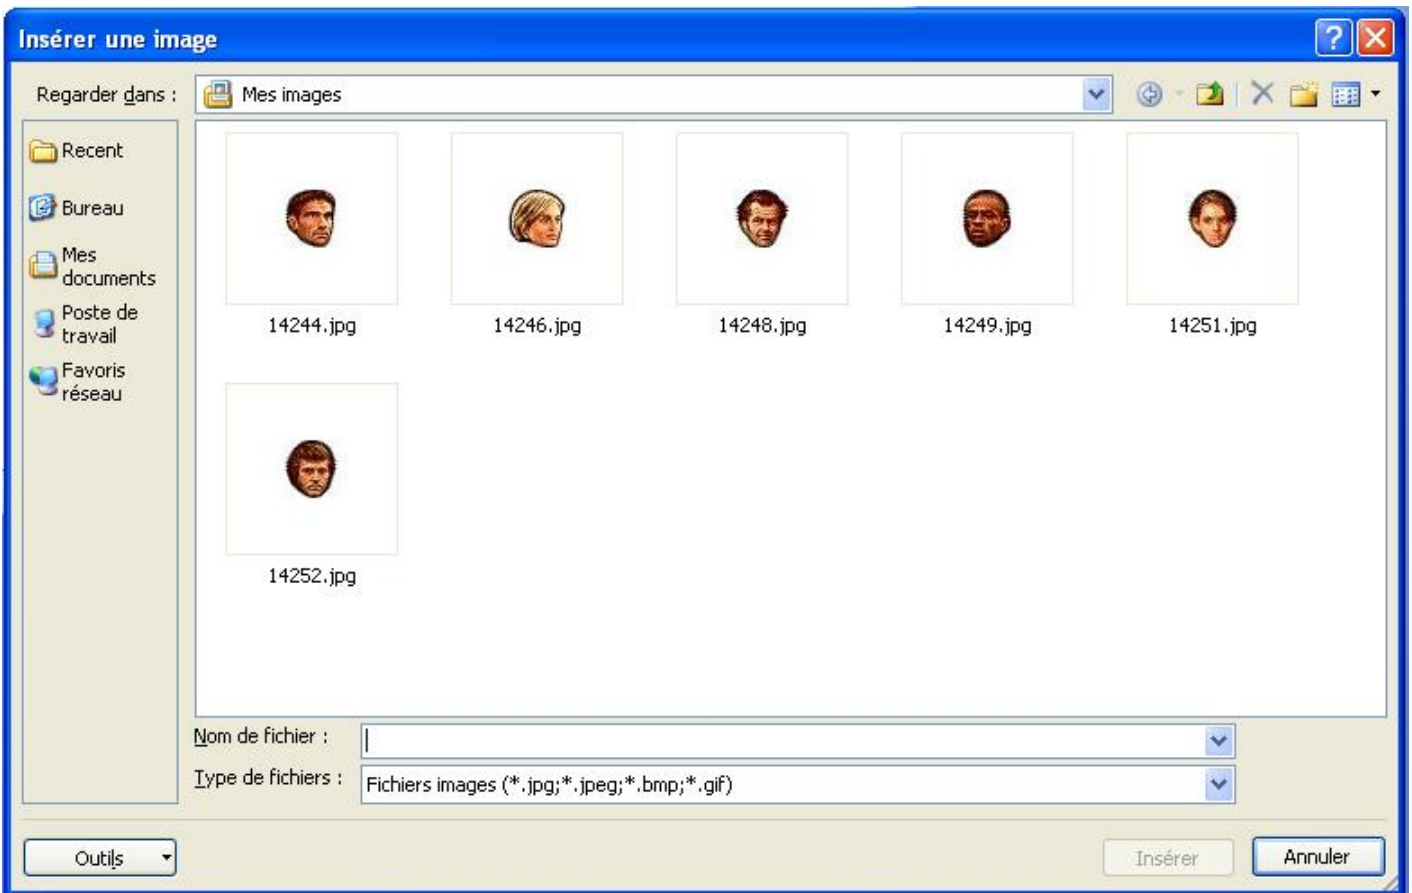 Insérer une image
Regarder dans :
Mes images
Recent
Bureau
Mes
documents
Poste de
travail
Favoris
réseau
14244.jpg
14246.jpg
14248.jpg
14249.jpg
14251.jpg
14252.jpg
Nom de fichier :
Type de fichiers :
Fichiers images (*.jpg;*.jpeg;*.bmp;*.gif)
Outils
Insérer
Annuler